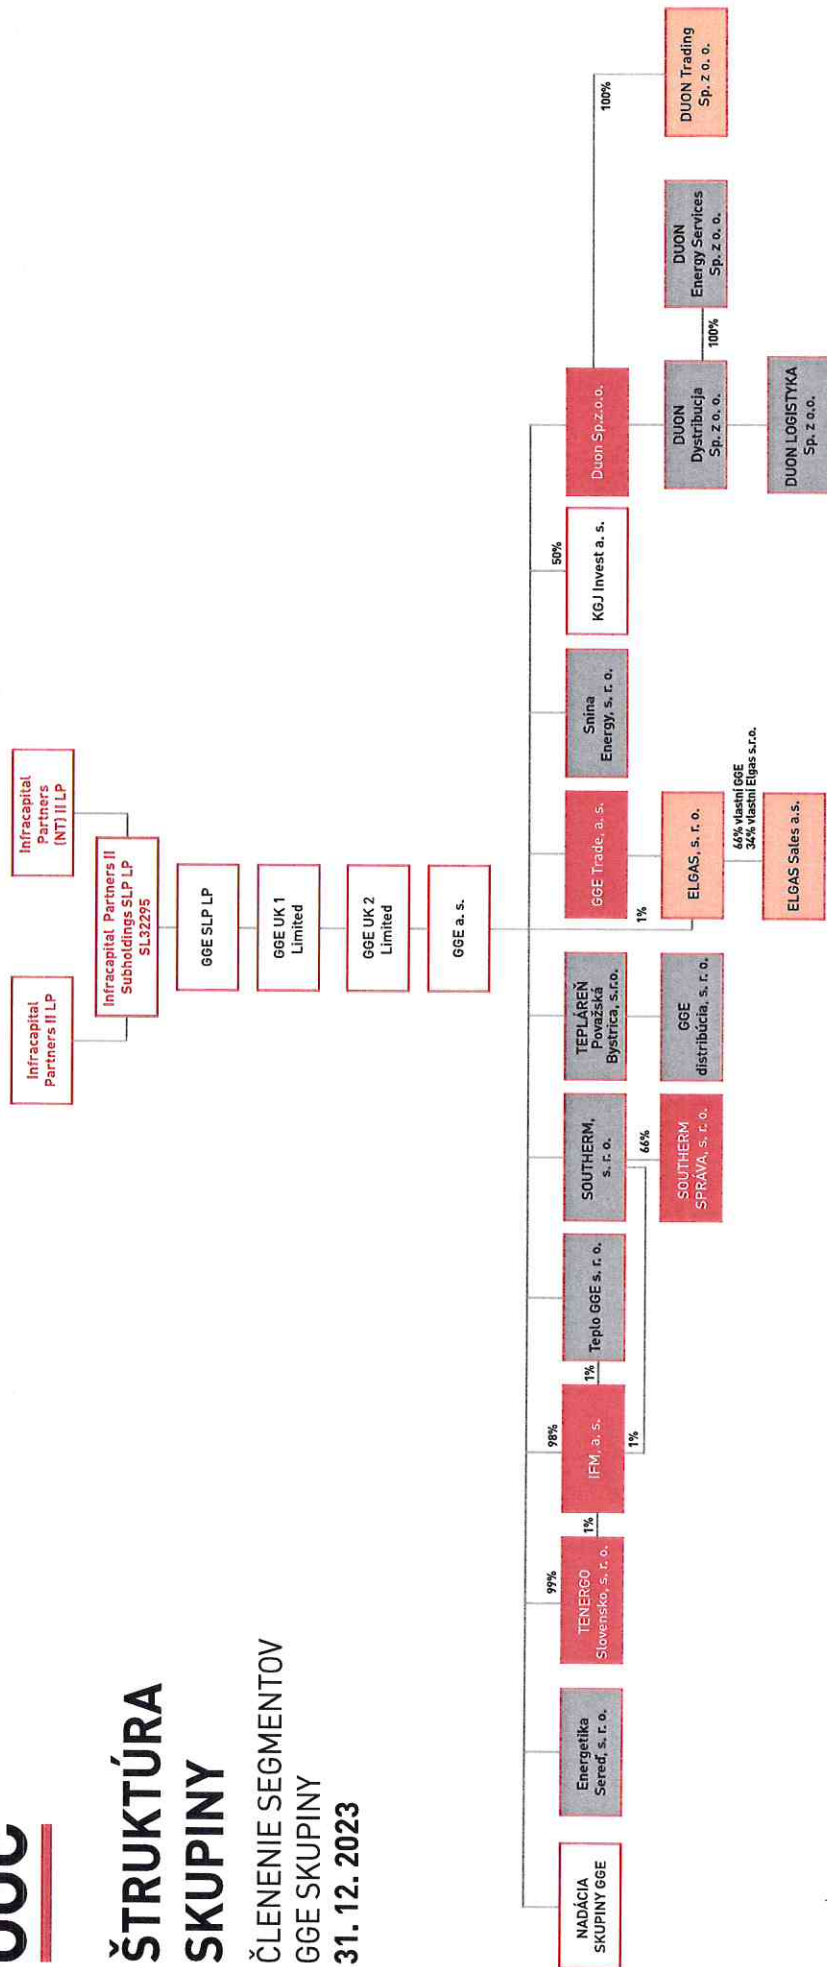 ŠTRUKTÚRA
SKUPINY
ČLENENIE SEGMENTOV
GGE SKUPINY
31. 12. 2023
Infracapital
Partners II LP
Infracapital
Partners
(NT) II LP
Infracapital Partners II
Subholdings SLP LP
SL32295
GGE SLP LP
GGE UK 1
Limited
GGE UK 2
Limited
GGE a. s.
99%
98%
50%
NADÁCIA
SKUPINY GGE
Energetika
Sereď, s. r. o.
TENERGO
Slovensko, s. r. o.
1%
IFM, a. s.
1%
Teplo GGE s. r. o.
SOUTHERM,
s. r. o.
TEPLÁREŇ
Považská
Bystrica, s.r.o.
GGE Trade, a. s.
Snina
Energy, s. r. o.
KGJ Invest a. s.
Duon Sp.z.o.o.
100%
1%
66%
1%
SOUTHERM
SPRÁVA, s. r. o.
GGE
distribúcia, s. r. o.
ELGAS, s. r. o.
DUON
Dystribucja
Sp. z o. o.
100%
DUON
Energy Services
Sp. z o. o.
DUON Trading
Sp. z o. o.
66% vlastní GGE
34% vlastní Elgas s.r.o.
ELGAS Sales a.s.
DUON LOGISTYKA
Sp. z o.o.